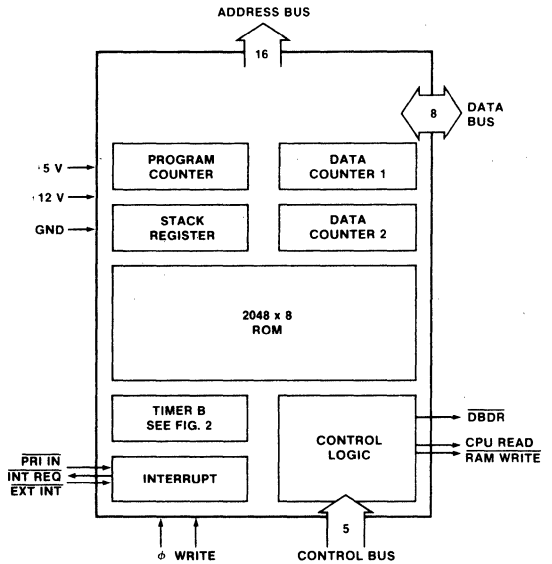 ADDRESS BUS
16
8
DATA
BUS
+5 V
PROGRAM
COUNTER
DATA
COUNTER 1
+12 V
GND
STACK
REGISTER
DATA
COUNTER 2
2048 x 8
ROM
TIMER B
SEE FIG. 2
CONTROL
LOGIC
DBDR
CPU READ
RAM WRITE
PRI IN
INT REQ
EXT INT
INTERRUPT
5
ϕ WRITE
CONTROL BUS